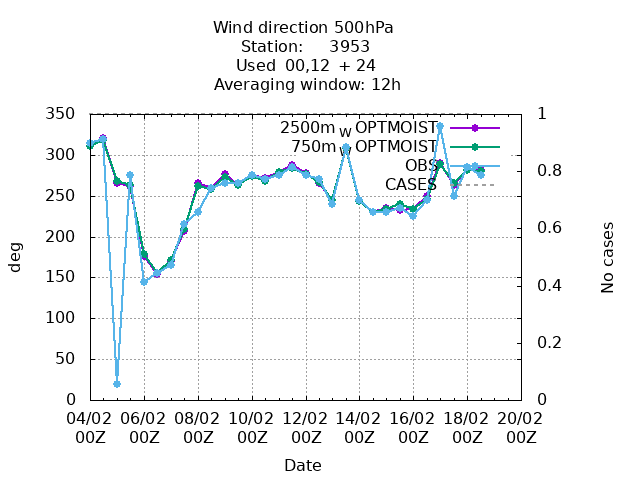 Wind direction 500hPa
Station: 3953
Used 00,12 + 24
Averaging window: 12h
350
300
250
200
150
100
50
0
deg
1
0.8
0.6
0.4
0.2
0
No cases
2500m W OPTMOIST
750m W OPTMOIST
OBS
CASES
04/02 06/02 08/02 10/02 12/02 14/02 16/02 18/02 20/02
00Z 00Z 00Z 00Z 00Z 00Z 00Z 00Z 00Z
Date